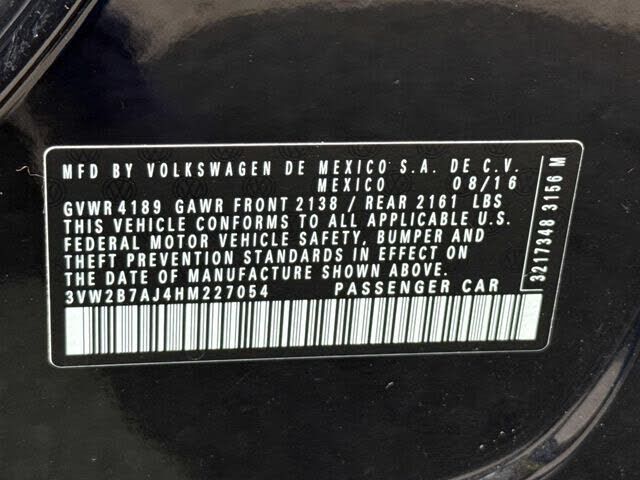 MFD BY VOLKSWAGEN DE MEXICO S.A. DE C.V.
MEXICO 08/16
GVWR 4189 GAWR FRONT 2138 / REAR 2161 LBS
THIS VEHICLE CONFORMS TO ALL APPLICABLE U.S.
FEDERAL MOTOR VEHICLE SAFETY, BUMPER AND
THEFT PREVENTION STANDARDS IN EFFECT ON
THE DATE OF MANUFACTURE SHOWN ABOVE.
3VW2B7AJ4HM227054 PASSENGER CAR
3217348 3156 M